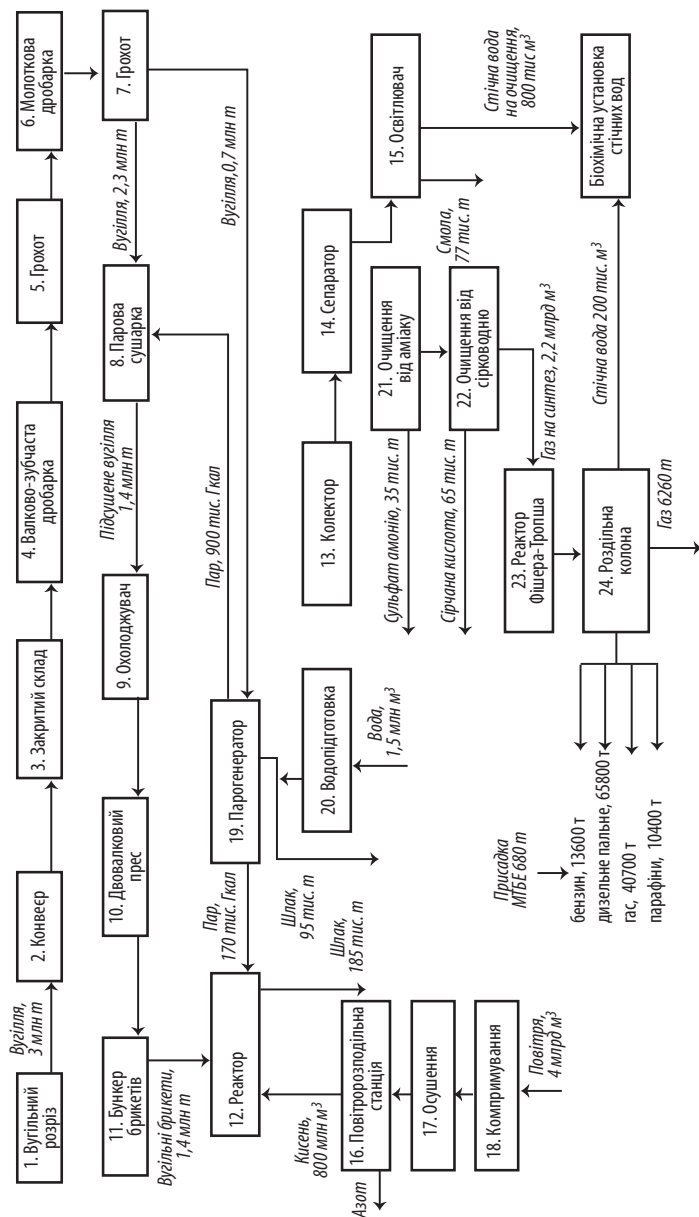 1. Вугільний
розріз
Вугілля,
3 млн т
2. Конвеєр
3. Закритий склад
4. Валково-зубчаста
дробарка
5. Грохот
6. Молоткова
дробарка
7. Грохот
Вугілля, 2,3 млн т
Вугілля,0,7 млн т
8. Парова
сушарка
Підсушене вугілля
1,4 млн т
9. Охолоджувач
10. Двовалковий
прес
11. Бункер
брикетів
Вугільні брикети,
1,4 млн т
12. Реактор
Пар,
170 тис. Гкал
Пар, 900 тис. Гкал
19. Парогенератор
Шлак,
95 тис. т
Шлак,
185 тис. т
20. Водопідготовка
Вода,
1,5 млн м³
Кисень,
800 млн м³
16. Повітророзподільна
станція
Азот
17. Осушення
18. Компримування
Повітря,
4 млрд м³
13. Колектор
14. Сепаратор
15. Освітлювач
Смола,
77 тис. т
Стічна вода
на очищення,
800 тис м³
Біохімічна установка
стічних вод
21. Очищення
від аміаку
Сульфат амонію, 35 тис. т
22. Очищення від
сірководню
Сірчана кислота, 65 тис. т
Газ на синтез, 2,2 млрд м³
23. Реактор
Фішера-Тропша
24. Роздільна
колона
Стічна вода 200 тис. м³
Газ 6260 т
Присадка
МТБЕ 680 т
бензин, 13600 т
дизельне пальне, 65800 т
гас, 40700 т
парафіни, 10400 т